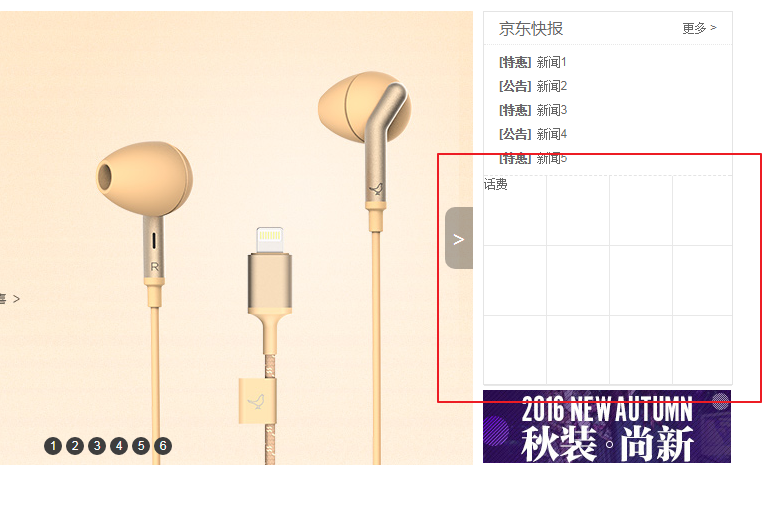 京东快报 更多 >
[特惠] 新闻1
[公告] 新闻2
[特惠] 新闻3
[公告] 新闻4
[特惠] 新闻5
话费
>
R
>
1 2 3 4 5 6
2016 NEW AUTUMN
秋装。尚新